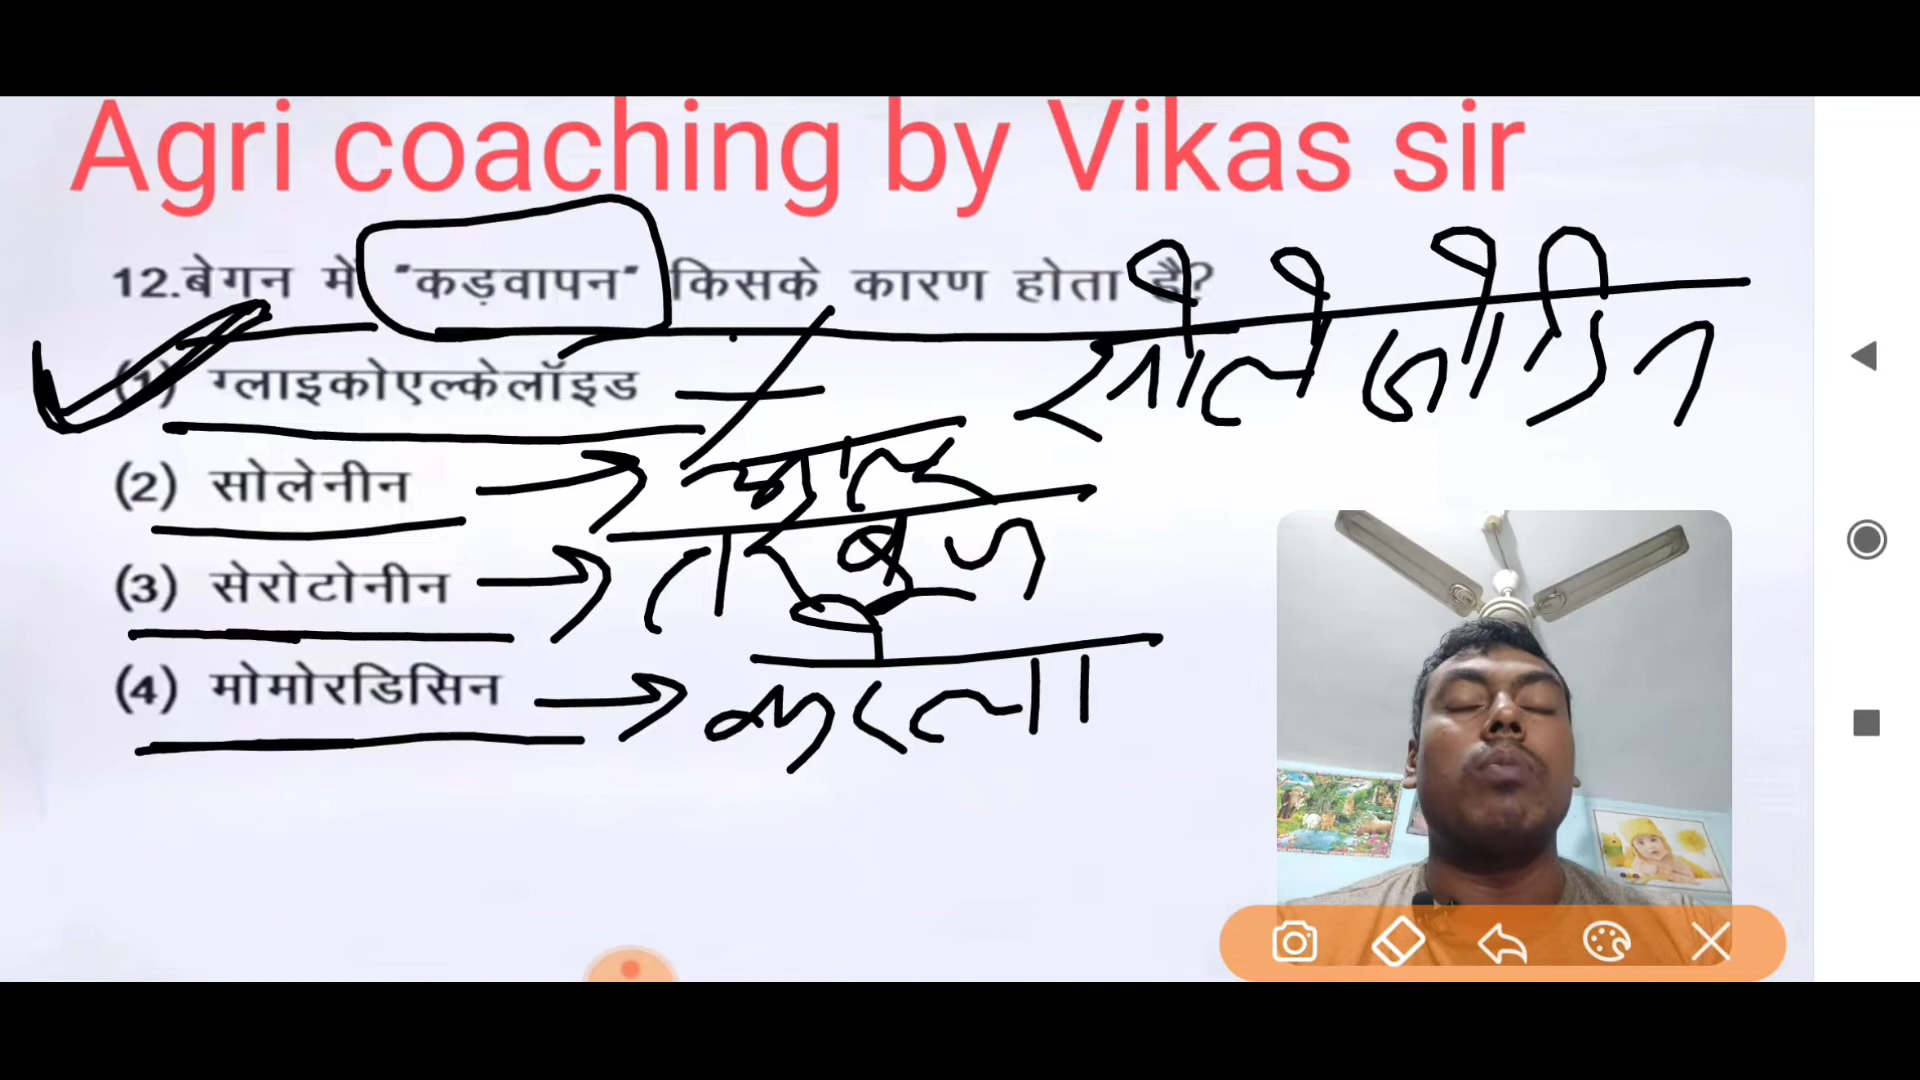 Agri coaching by Vikas sir
12.बेगन में "कड़वापन" किसके कारण होता है?
(1) ग्लाइकोएल्केलॉइड
सोलेजोडिन
(2) सोलेनीन
आलू
(3) सेरोटोनीन
तरबूज
(4) मोमोरडिसिन
करेला